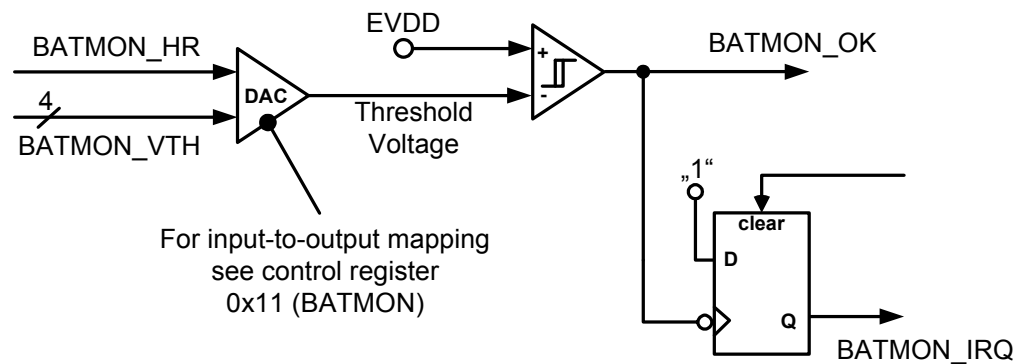 EVDD
BATMON_HR
BATMON_OK
+
DAC
-
4
Threshold
Voltage
BATMON_VTH
„1“
clear
For input-to-output mapping
see control register
0x11 (BATMON)
D
Q
BATMON_IRQ